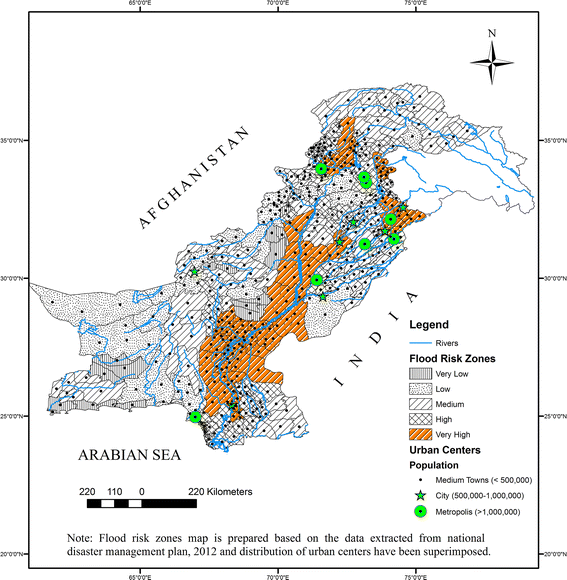 65°0'0"E 70°0'0"E 75°0'0"E
N
35°0'0"N 35°0'0"N
AFGHANISTAN
30°0'0"N 30°0'0"N
INDIA
Legend
Rivers
Flood Risk Zones
Very Low
Low
Medium
High
Very High
25°0'0"N 25°0'0"N
Urban Centers
Population
Medium Towns (< 500,000)
City (500,000-1,000,000)
Metropolis (>1,000,000)
ARABIAN SEA
220 110 0 220 Kilometers
Note: Flood risk zones map is prepared based on the data extracted from national
disaster management plan, 2012 and distribution of urban centers have been superimposed.
20°0'0"N 20°0'0"N
65°0'0"E 70°0'0"E 75°0'0"E